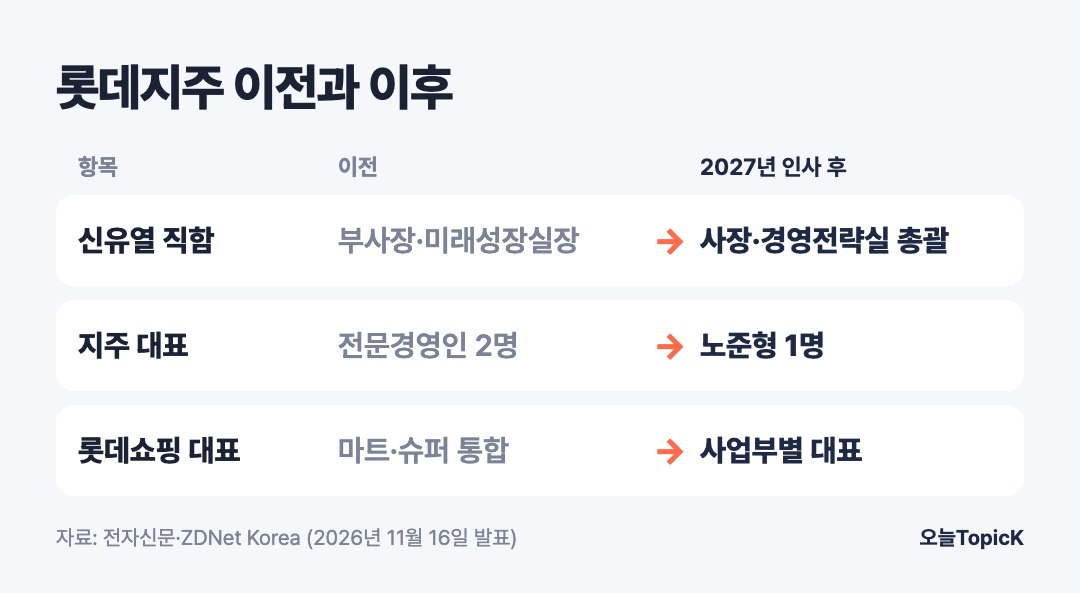 롯데지주 이전과 이후
항목 이전 2027년 인사 후
신유열 직함 부사장·미래성장실장 → 사장·경영전략실 총괄
지주 대표 전문경영인 2명 → 노준형 1명
롯데쇼핑 대표 마트·슈퍼 통합 → 사업부별 대표
자료: 전자신문·ZDNet Korea (2026년 11월 16일 발표) 오늘TopicK